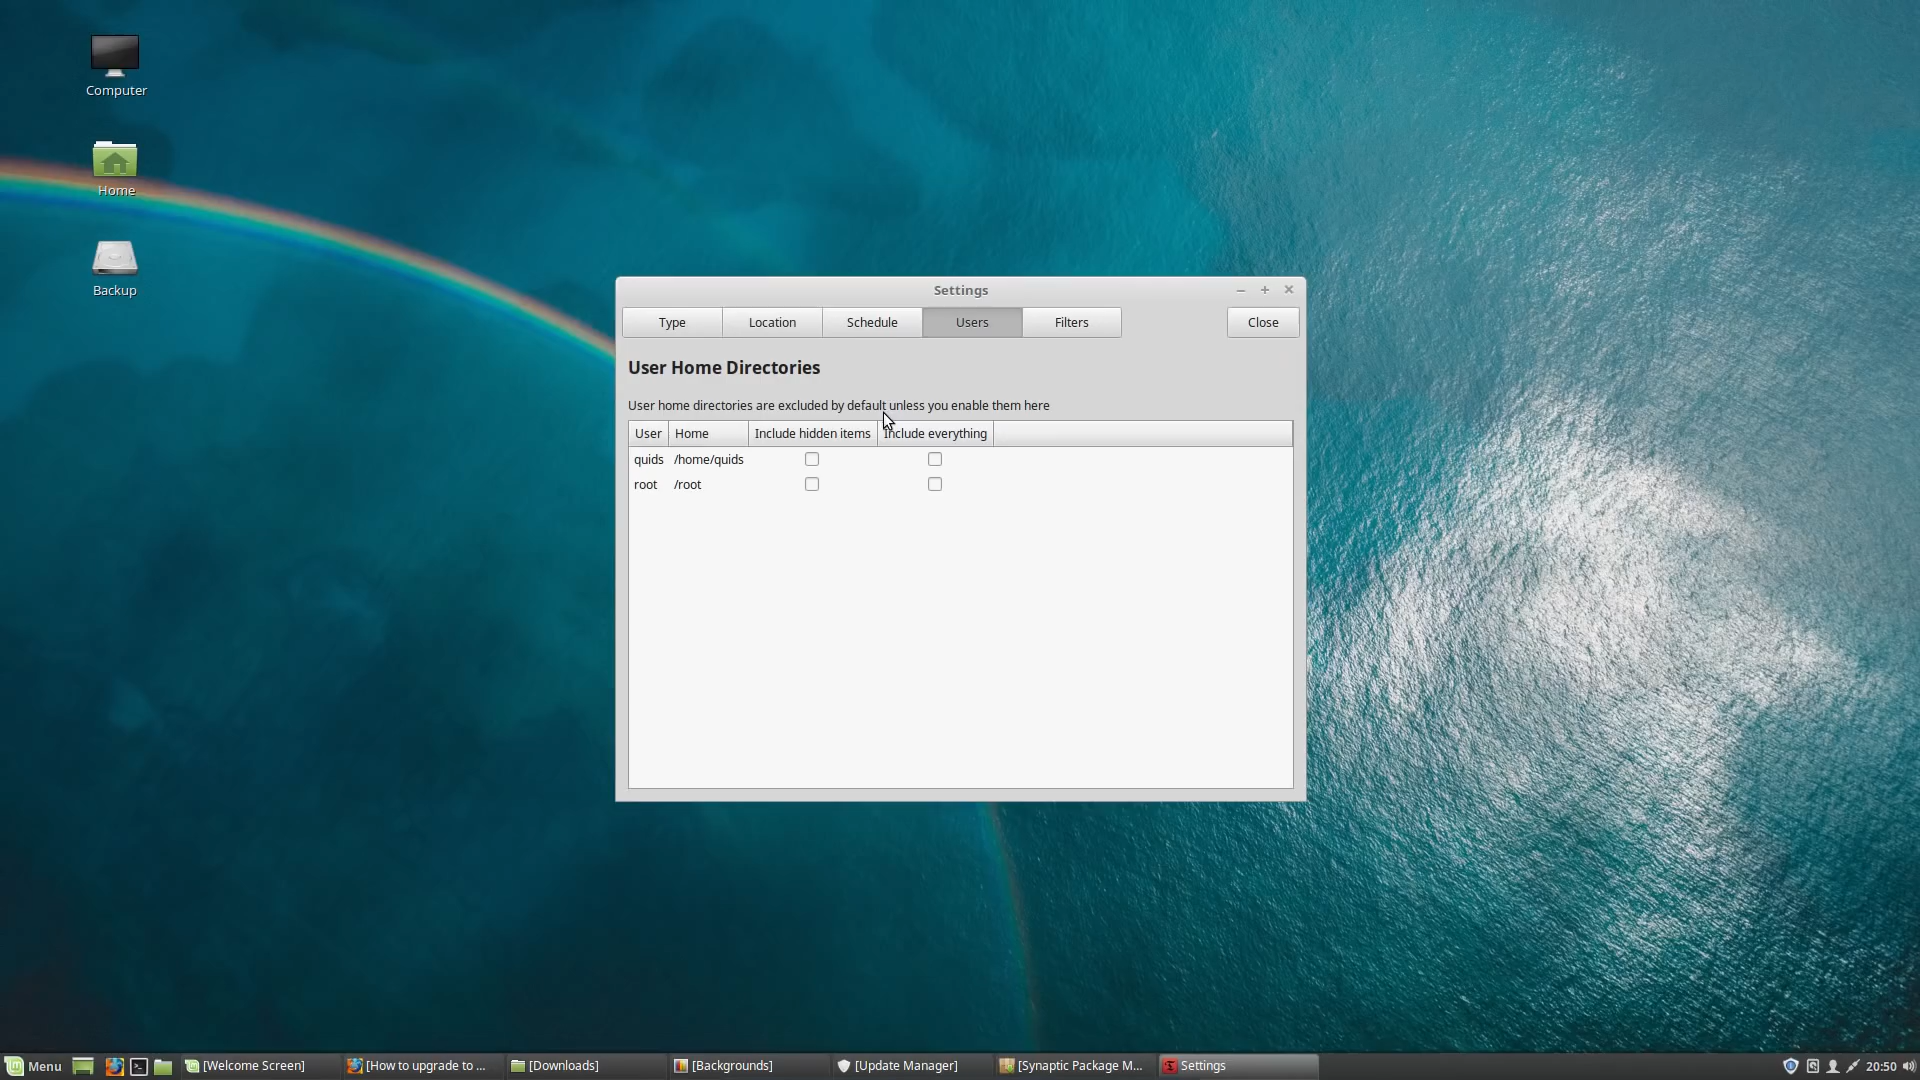 Computer
Home
Backup
Settings
Type Location Schedule Users Filters Close
User Home Directories
User home directories are excluded by default unless you enable them here
User Home Include hidden items Include everything
quids /home/quids
root /root
Menu [Welcome Screen] [How to upgrade to ... [Downloads] [Backgrounds] [Update Manager] [Synaptic Package M... Settings 20:50